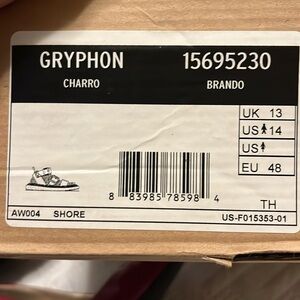 GRYPHON 15695230
CHARRO BRANDO
UK 13
US 14
US
EU 48
8 83985 78598 4
TH
AW004 SHORE US-F015353-01